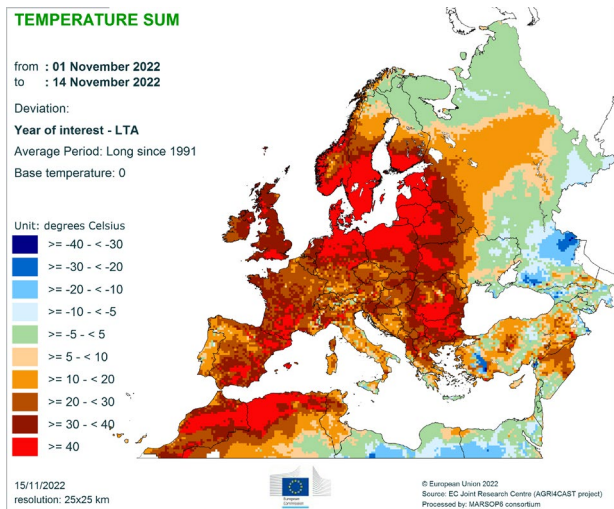 TEMPERATURE SUM
from : 01 November 2022
to : 14 November 2022
Deviation:
Year of interest - LTA
Average Period: Long since 1991
Base temperature: 0
Unit: degrees Celsius
>= -40 - < -30
>= -30 - < -20
>= -20 - < -10
>= -10 - < -5
>= -5 - < 5
>= 5 - < 10
>= 10 - < 20
>= 20 - < 30
>= 30 - < 40
>= 40
15/11/2022
resolution: 25x25 km
European
Commission
© European Union 2022
Source: EC Joint Research Centre (AGRI4CAST project)
Processed by: MARSOP6 consortium